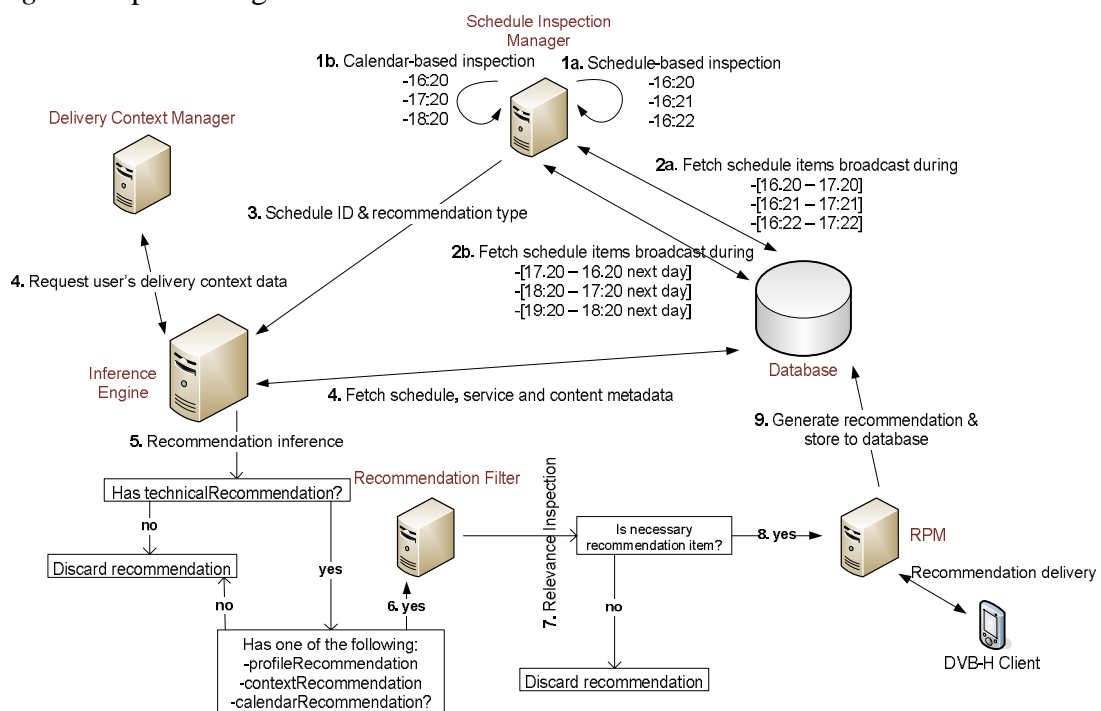 Schedule Inspection
Manager
1b. Calendar-based inspection
-16:20
-17:20
-18:20
1a. Schedule-based inspection
-16:20
-16:21
-16:22
Delivery Context Manager
2a. Fetch schedule items broadcast during
-[16.20 – 17.20]
-[16:21 – 17:21]
-[16:22 – 17:22]
3. Schedule ID & recommendation type
2b. Fetch schedule items broadcast during
-[17.20 – 16.20 next day]
-[18:20 – 17:20 next day]
-[19:20 – 18:20 next day]
4. Request user's delivery context data
Inference
Engine
Database
4. Fetch schedule, service and content metadata
9. Generate recommendation &
store to database
5. Recommendation inference
Has technicalRecommendation?
no
Discard recommendation
yes
no
Has one of the following:
-profileRecommendation
-contextRecommendation
-calendarRecommendation?
6. yes
Recommendation Filter
7. Relevance Inspection
Is necessary
recommendation item?
8. yes
no
Discard recommendation
RPM
Recommendation delivery
DVB-H Client